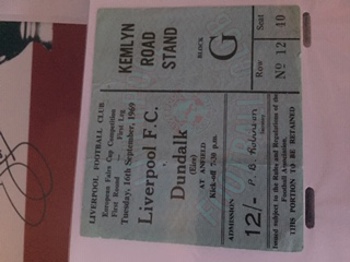 LIVERPOOL FOOTBALL CLUB
European Fairs Cup Competition
First Round — First Leg
Tuesday, 16th September, 1969
Liverpool F.C.
v
Dundalk
(Eire)
AT ANFIELD
Kick-off 7-30 p.m.
ADMISSION
12/-
Secretary
Issued subject to the Rules and Regulations of the
Football Association.
THIS PORTION TO BE RETAINED
KEMLYN
ROAD
STAND
BLOCK
G
Row
Seat
Nº 12
40